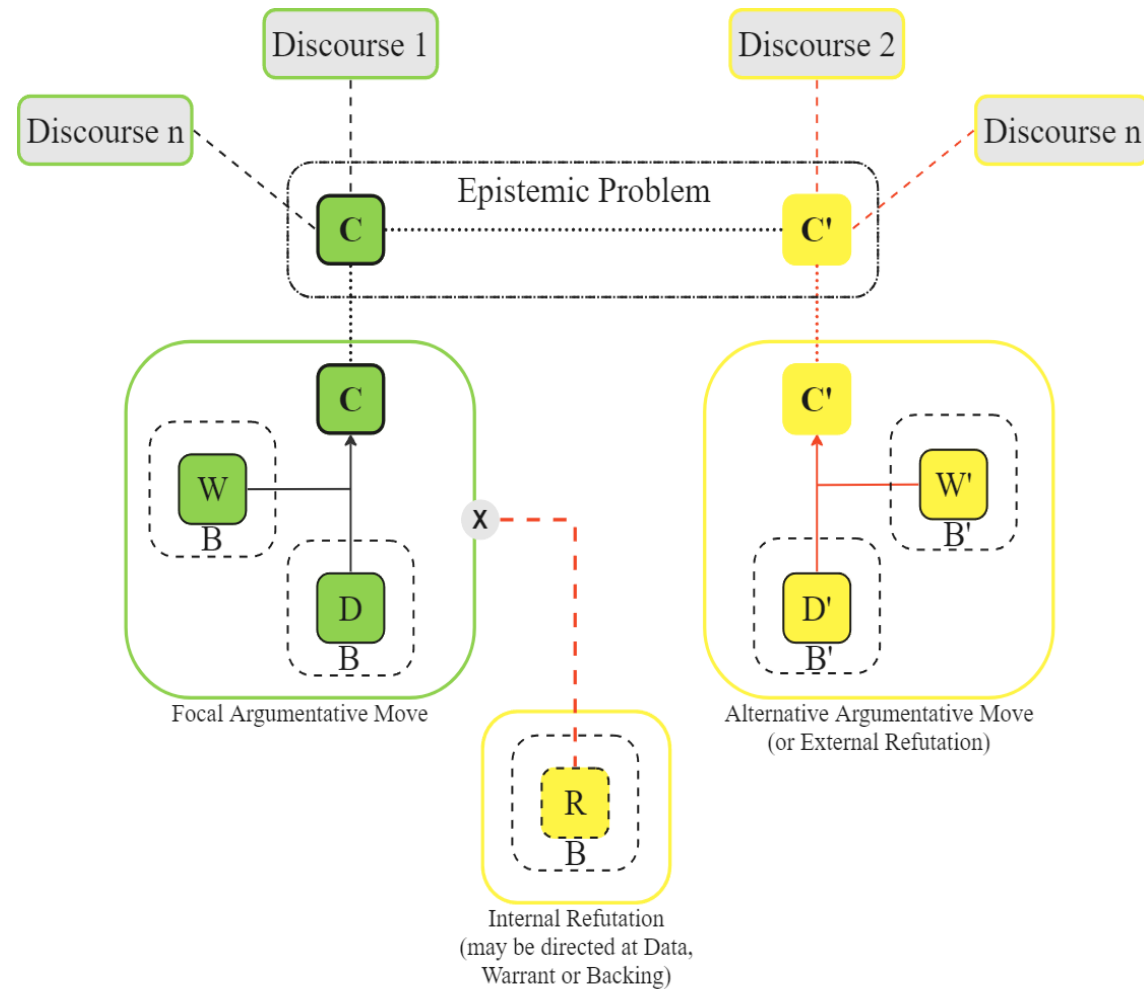 Discourse 1
Discourse 2
Discourse n
Discourse n
Epistemic Problem
C
C'
C
C'
W
B
W'
B'
X
D
B
D'
B'
Focal Argumentative Move
Alternative Argumentative Move
(or External Refutation)
R
B
Internal Refutation
(may be directed at Data,
Warrant or Backing)